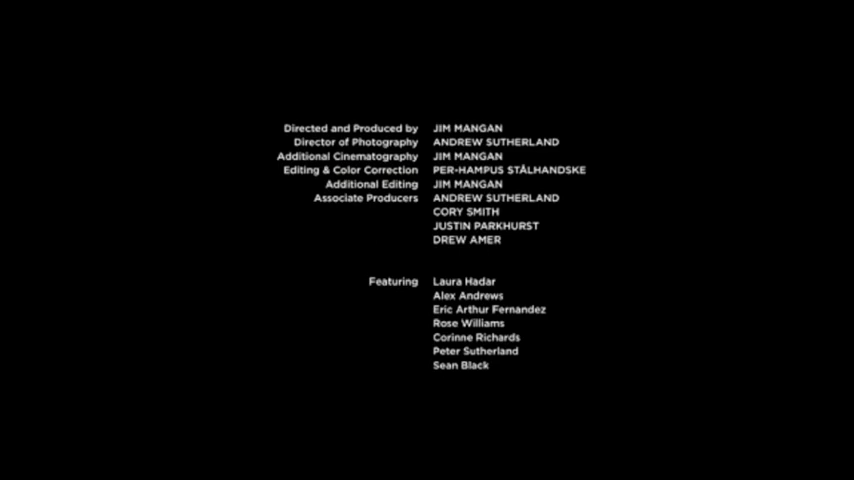 Directed and Produced by JIM MANGAN
Director of Photography ANDREW SUTHERLAND
Additional Cinematography JIM MANGAN
Editing & Color Correction PER-HAMPUS STÅLHANDSKE
Additional Editing JIM MANGAN
Associate Producers ANDREW SUTHERLAND
CORY SMITH
JUSTIN PARKHURST
DREW AMER
Featuring Laura Hadar
Alex Andrews
Eric Arthur Fernandez
Rose Williams
Corinne Richards
Peter Sutherland
Sean Black